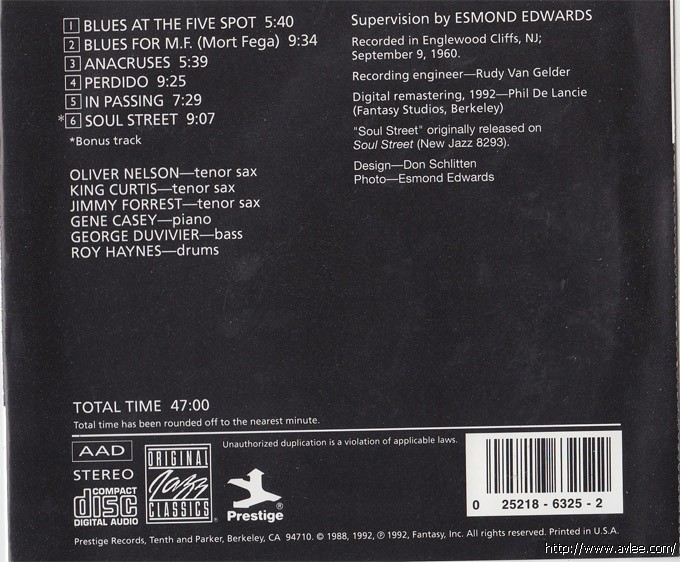 1 BLUES AT THE FIVE SPOT 5:40
2 BLUES FOR M.F. (Mort Fega) 9:34
3 ANACRUSES 5:39
4 PERDIDO 9:25
5 IN PASSING 7:29
*6 SOUL STREET 9:07
*Bonus track
OLIVER NELSON—tenor sax
KING CURTIS—tenor sax
JIMMY FORREST—tenor sax
GENE CASEY—piano
GEORGE DUVIVIER—bass
ROY HAYNES—drums
Supervision by ESMOND EDWARDS
Recorded in Englewood Cliffs, NJ;
September 9, 1960.
Recording engineer—Rudy Van Gelder
Digital remastering, 1992—Phil De Lancie
(Fantasy Studios, Berkeley)
"Soul Street" originally released on
Soul Street (New Jazz 8293).
Design—Don Schlitten
Photo—Esmond Edwards
TOTAL TIME 47:00
Total time has been rounded off to the nearest minute.
AAD
STEREO
COMPACT
disc
DIGITAL AUDIO
ORIGINAL
Jazz
CLASSICS®
Unauthorized duplication is a violation of applicable laws.
Prestige®
0 25218-6325-2
Prestige Records, Tenth and Parker, Berkeley, CA 94710. © 1988, 1992, ℗ 1992, Fantasy, Inc. All rights reserved. Printed in U.S.A.
http://www.avlee.com